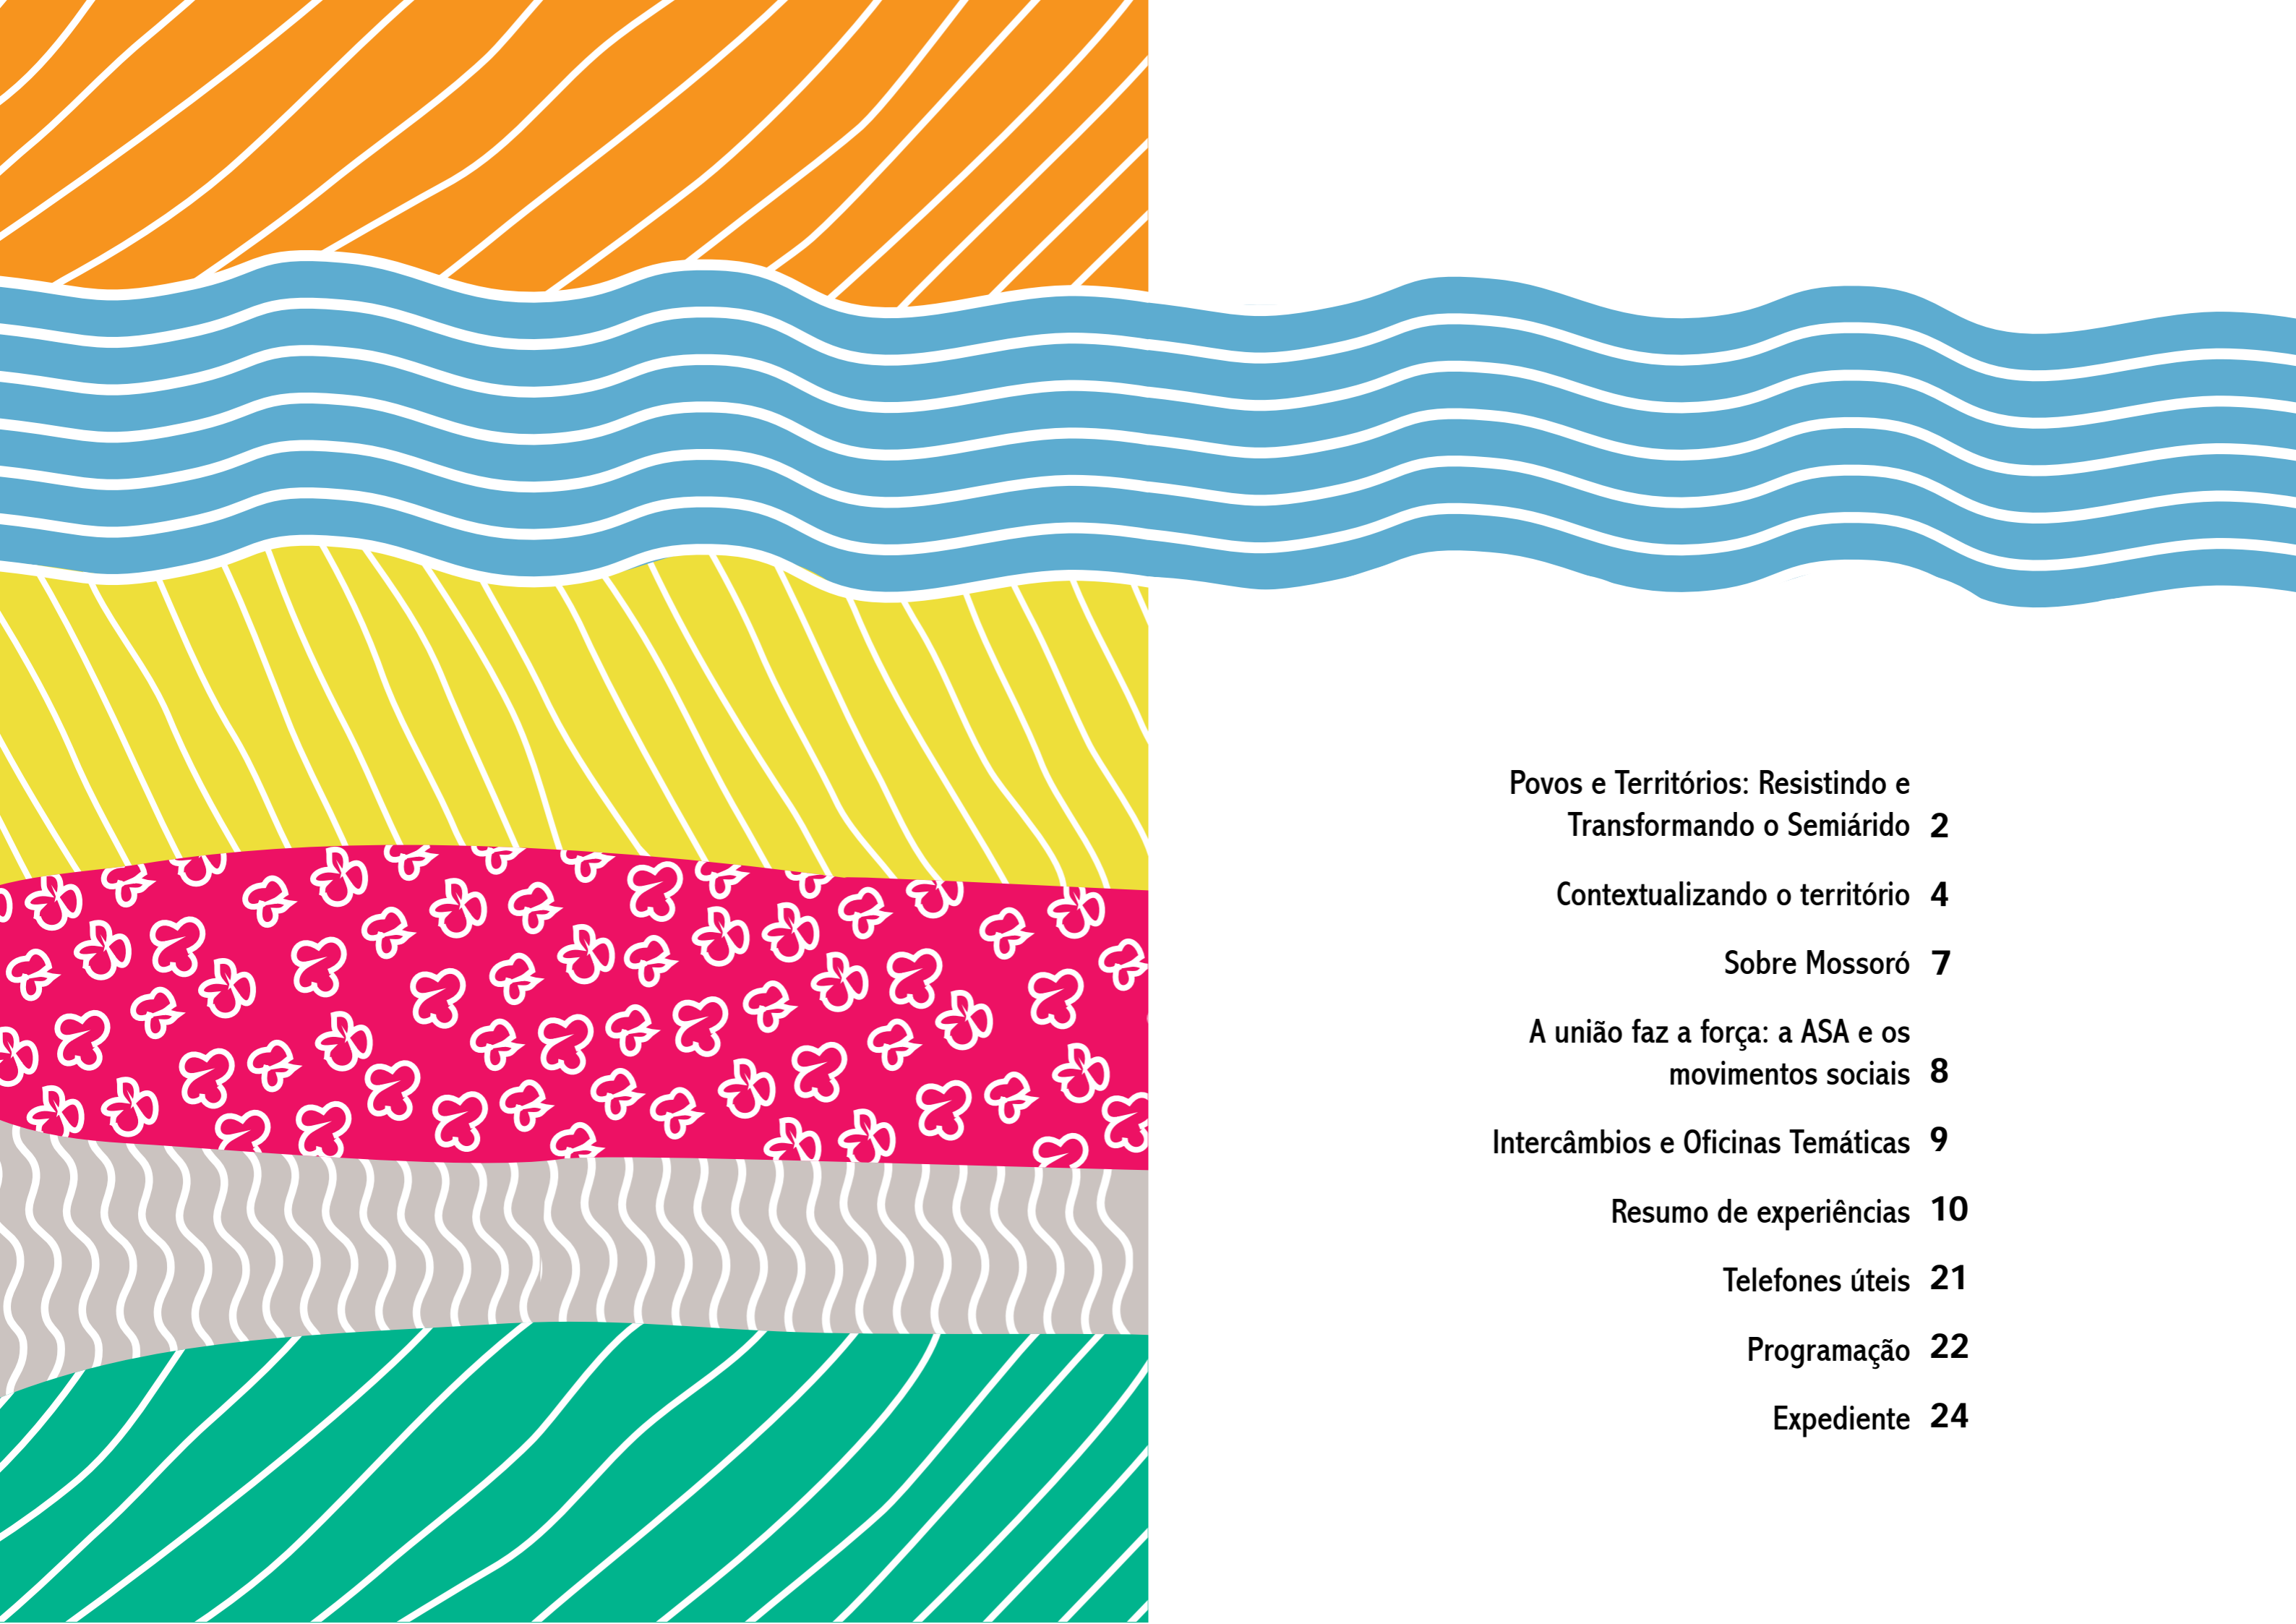 Povos e Territórios: Resistindo e
Transformando o Semiárido 2
Contextualizando o território 4
Sobre Mossoró 7
A união faz a força: a ASA e os
movimentos sociais 8
Intercâmbios e Oficinas Temáticas 9
Resumo de experiências 10
Telefones úteis 21
Programação 22
Expediente 24